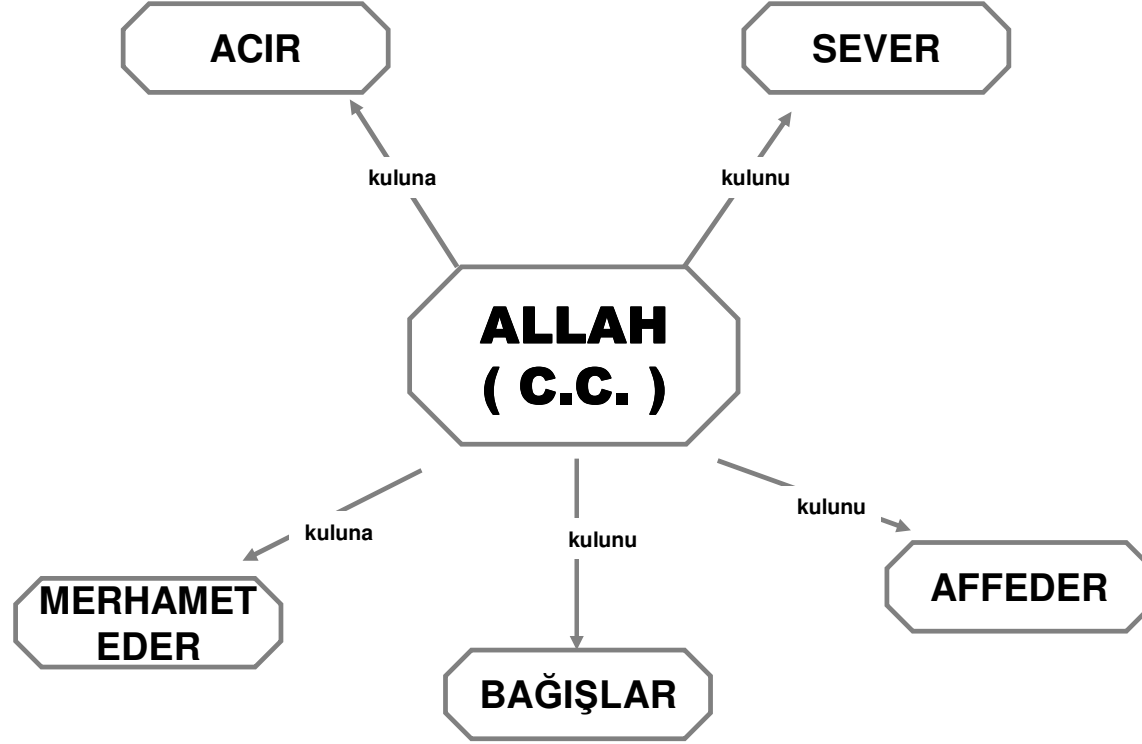 ACIR
SEVER
kuluna
kulunu
ALLAH
( C.C. )
kuluna
kulunu
kulunu
MERHAMET
EDER
BAĞIŞLAR
AFFEDER